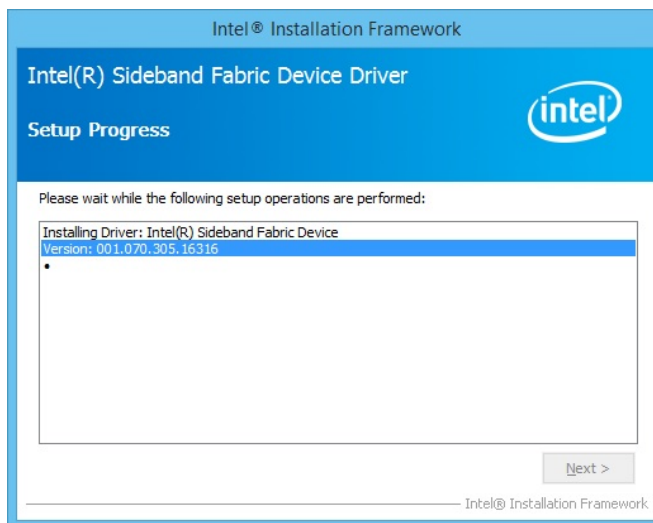 Intel® Installation Framework
Intel(R) Sideband Fabric Device Driver
Setup Progress
intel
Please wait while the following setup operations are performed:
Installing Driver: Intel(R) Sideband Fabric Device
Version: 001.070.305.16316
•
Next >
Intel® Installation Framework